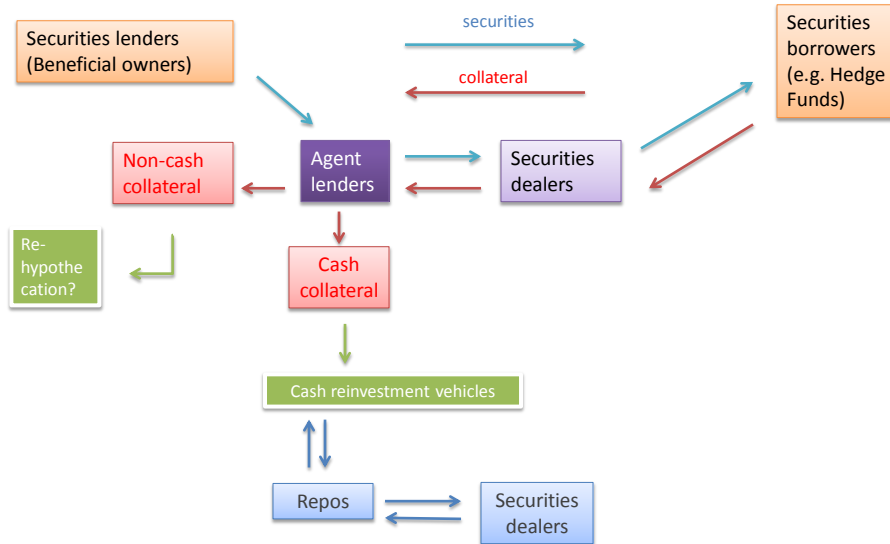 Securities lenders
(Beneficial owners)
securities
collateral
Securities
borrowers
(e.g. Hedge
Funds)
Non-cash
collateral
Agent
lenders
Securities
dealers
Re-
hypothe
cation?
Cash
collateral
Cash reinvestment vehicles
Repos
Securities
dealers